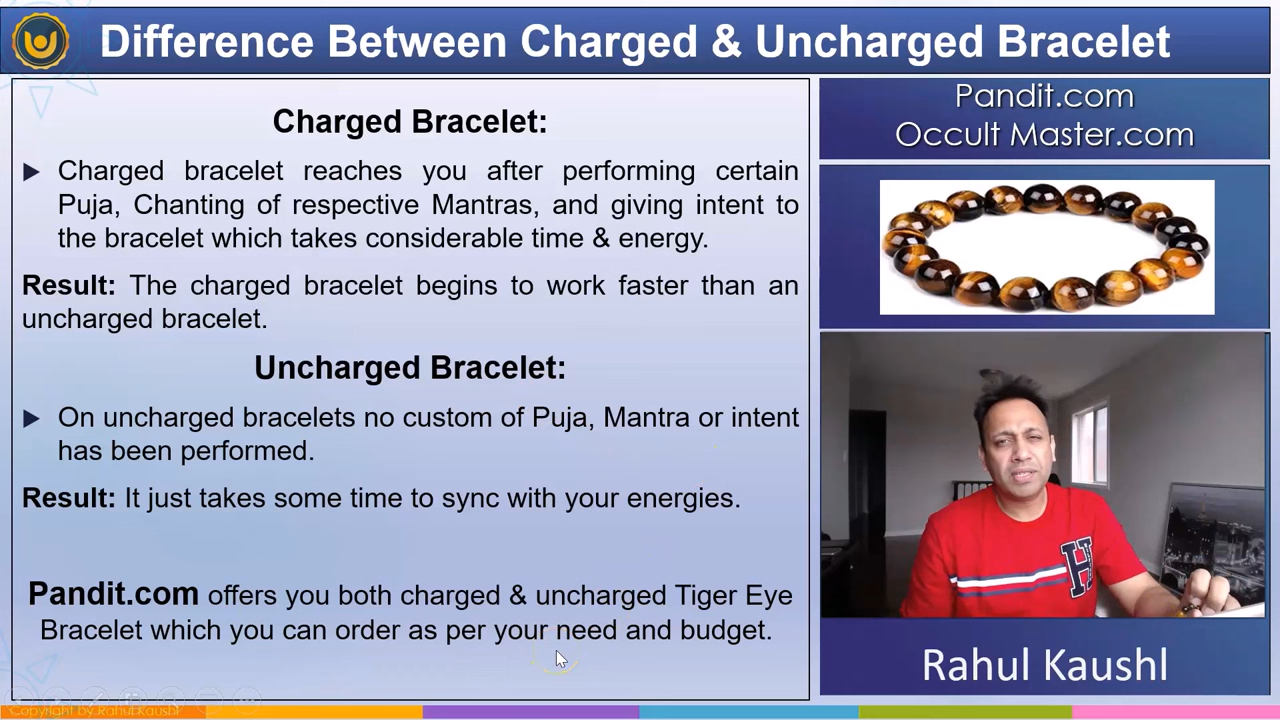 Difference Between Charged & Uncharged Bracelet
Charged Bracelet:
Charged bracelet reaches you after performing certain
Puja, Chanting of respective Mantras, and giving intent to
the bracelet which takes considerable time & energy.
Result: The charged bracelet begins to work faster than an
uncharged bracelet.
Uncharged Bracelet:
On uncharged bracelets no custom of Puja, Mantra or intent
has been performed.
Result: It just takes some time to sync with your energies.
Pandit.com offers you both charged & uncharged Tiger Eye
Bracelet which you can order as per your need and budget.
Pandit.com
Occult Master.com
H
Rahul Kaushl
Copyright by Rahul Kaushl